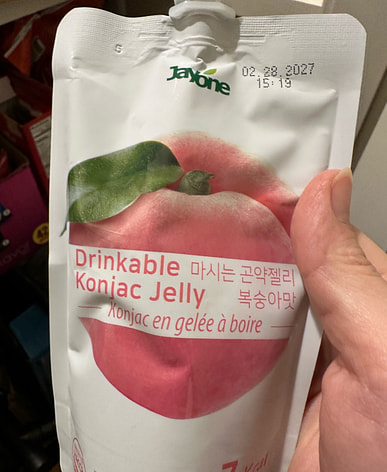 Jayone
02.28.2027
15:19
Drinkable 마시는 곤약젤리
Konjac Jelly 복숭아맛
Konjac en gelée à boire